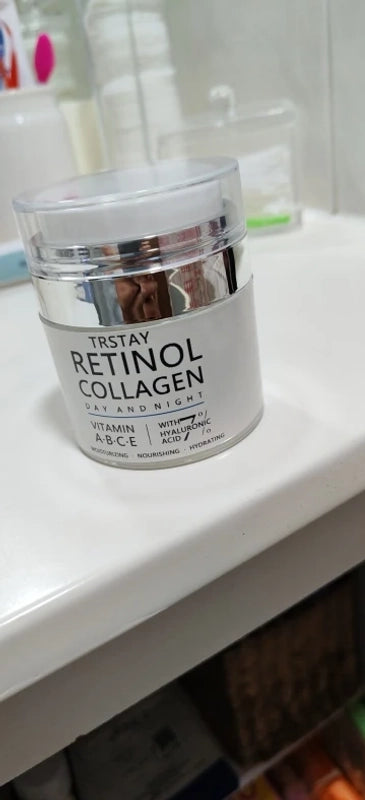 TRSTAY
RETINOL
COLLAGEN
DAY AND NIGHT
VITAMIN
A·B·C·E
WITH 7%
HYALURONIC
ACID
MOISTURIZING · NOURISHING · HYDRATING